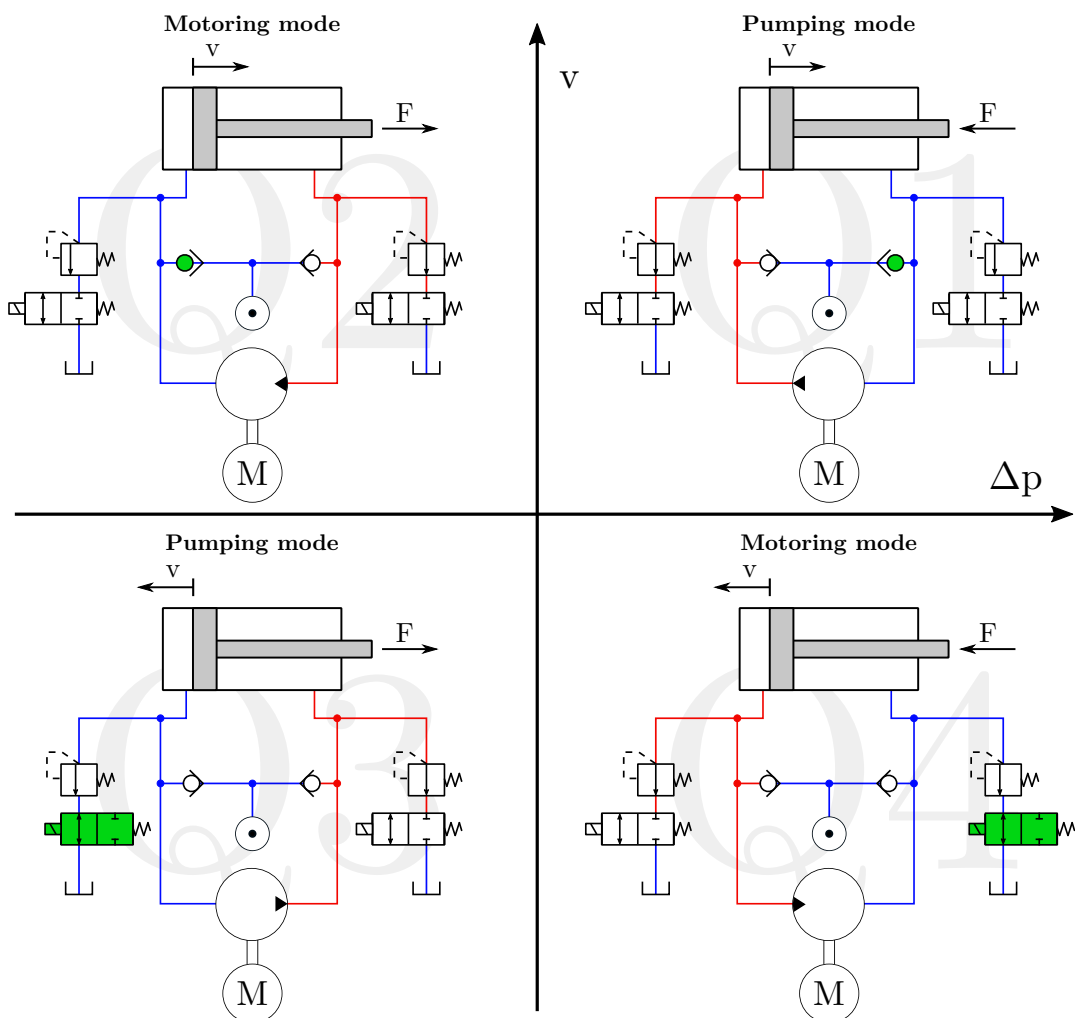 Motoring mode
v
F
Q2
M
Pumping mode
v
F
Q1
M
v
Δp
Pumping mode
v
F
Q3
M
Motoring mode
v
F
Q4
M